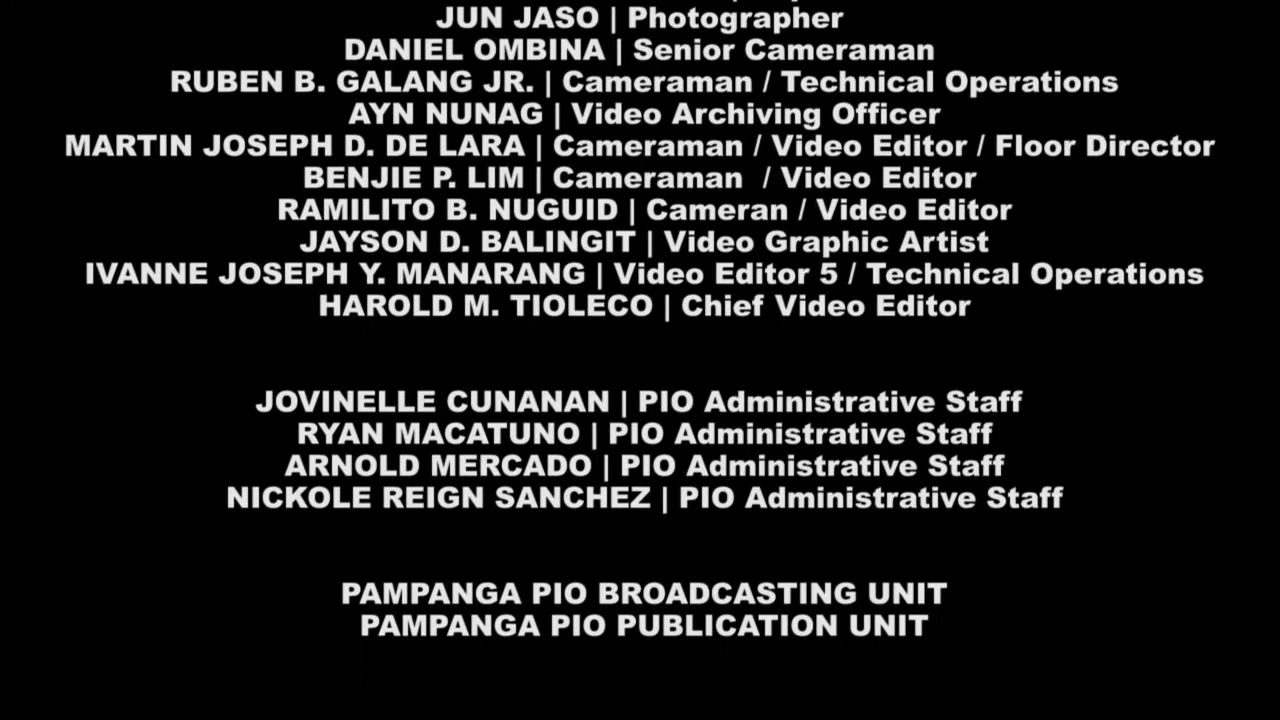 JUN JASO | Photographer
DANIEL OMBINA | Senior Cameraman
RUBEN B. GALANG JR. | Cameraman / Technical Operations
AYN NUNAG | Video Archiving Officer
MARTIN JOSEPH D. DE LARA | Cameraman / Video Editor / Floor Director
BENJIE P. LIM | Cameraman / Video Editor
RAMILITO B. NUGUID | Cameran / Video Editor
JAYSON D. BALINGIT | Video Graphic Artist
IVANNE JOSEPH Y. MANARANG | Video Editor 5 / Technical Operations
HAROLD M. TIOLECO | Chief Video Editor
JOVINELLE CUNANAN | PIO Administrative Staff
RYAN MACATUNO | PIO Administrative Staff
ARNOLD MERCADO | PIO Administrative Staff
NICKOLE REIGN SANCHEZ | PIO Administrative Staff
PAMPANGA PIO BROADCASTING UNIT
PAMPANGA PIO PUBLICATION UNIT